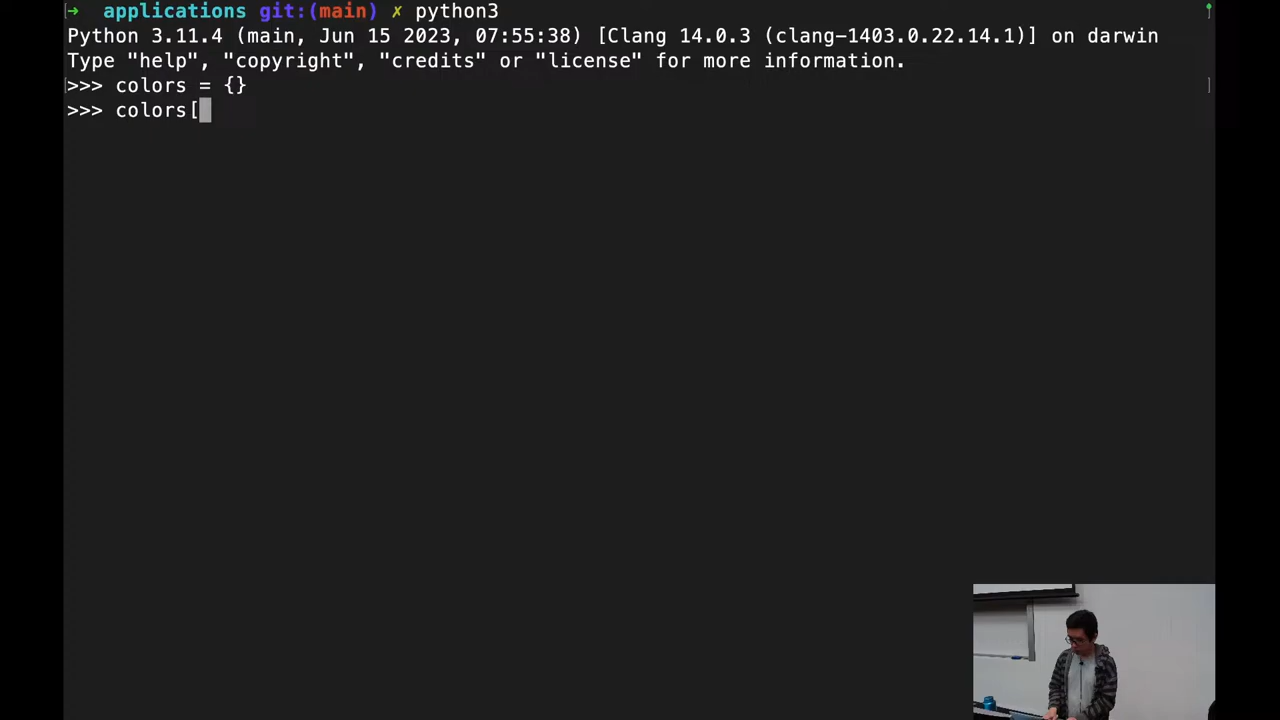 ➜  applications git:(main) ✗ python3
Python 3.11.4 (main, Jun 15 2023, 07:55:38) [Clang 14.0.3 (clang-1403.0.22.14.1)] on darwin
Type "help", "copyright", "credits" or "license" for more information.
>>> colors = {}
>>> colors[